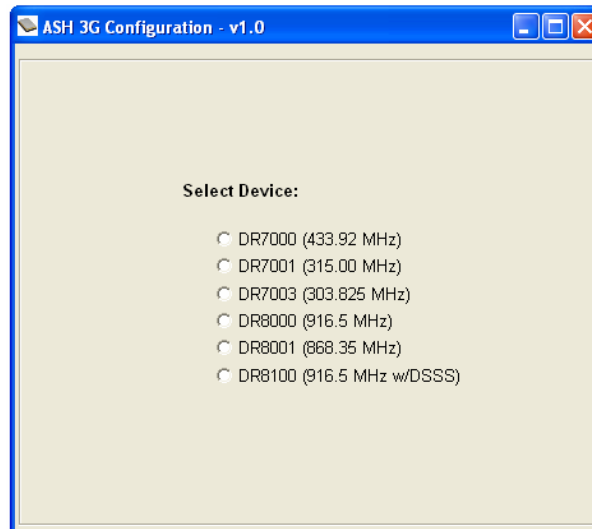 ASH 3G Configuration - v1.0
Select Device:
DR7000 (433.92 MHz)
DR7001 (315.00 MHz)
DR7003 (303.825 MHz)
DR8000 (916.5 MHz)
DR8001 (868.35 MHz)
DR8100 (916.5 MHz w/DSSS)